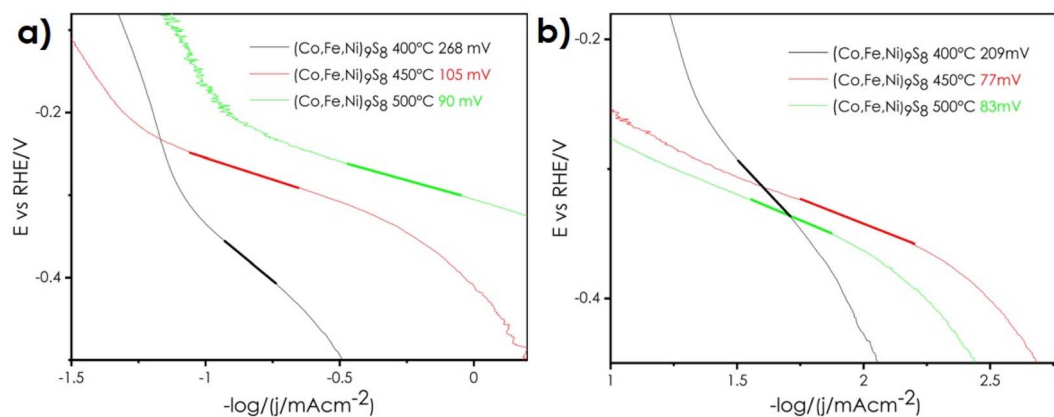 a)
(Co,Fe,Ni)9S8 400ºC 268 mV
(Co,Fe,Ni)9S8 450ºC 105 mV
(Co,Fe,Ni)9S8 500ºC 90 mV
E vs RHE/V
-0.2
-0.4
-1.5
-1
-0.5
0
-log/(j/mAcm-2)
b)
(Co,Fe,Ni)9S8 400ºC 209mV
(Co,Fe,Ni)9S8 450ºC 77mV
(Co,Fe,Ni)9S8 500ºC 83mV
E vs RHE/V
-0.2
-0.3
-0.4
1
1.5
2
2.5
-log/(j/mAcm-2)